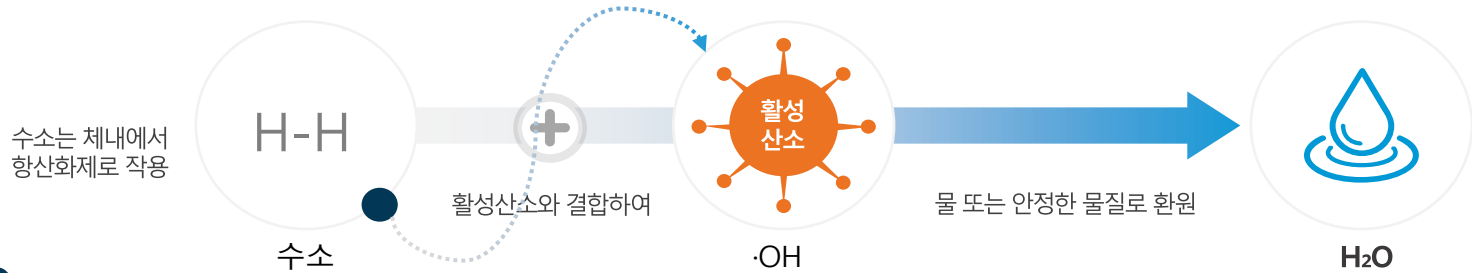 수소는 체내에서
항산화제로 작용
H-H
수소
활성산소와 결합하여
활성
산소
·OH
물 또는 안정한 물질로 환원
H₂O